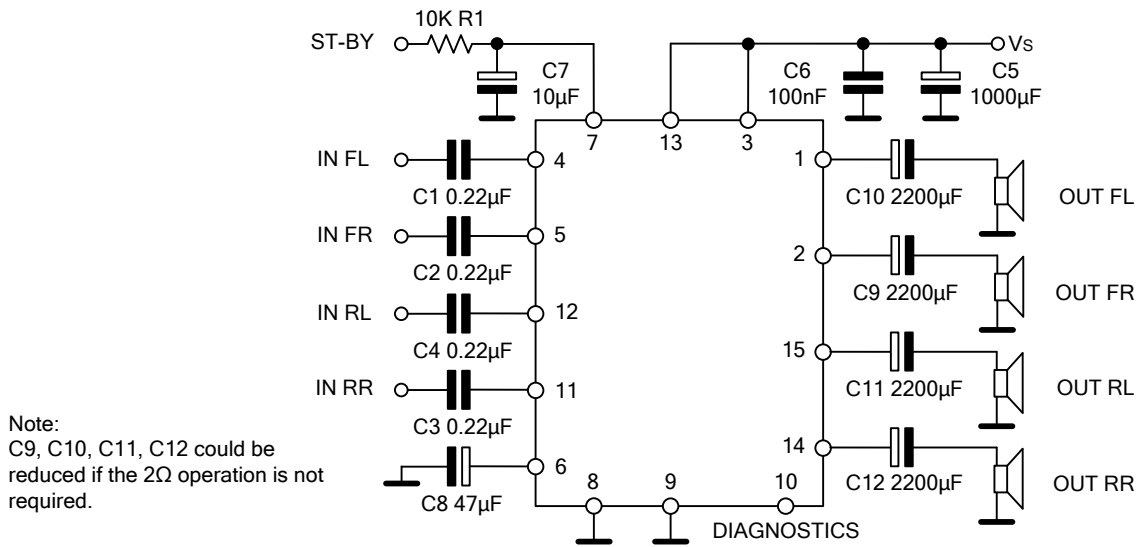 10K R1
ST-BY
Vs
C7
10µF
C6
100nF
C5
1000µF
7
13
3
IN FL
4
C1 0.22µF
1
C10 2200µF
OUT FL
IN FR
5
C2 0.22µF
2
C9 2200µF
OUT FR
IN RL
12
C4 0.22µF
15
C11 2200µF
OUT RL
IN RR
11
C3 0.22µF
14
C12 2200µF
OUT RR
6
C8 47µF
8
9
10
DIAGNOSTICS
Note:
C9, C10, C11, C12 could be
reduced if the 2Ω operation is not
required.